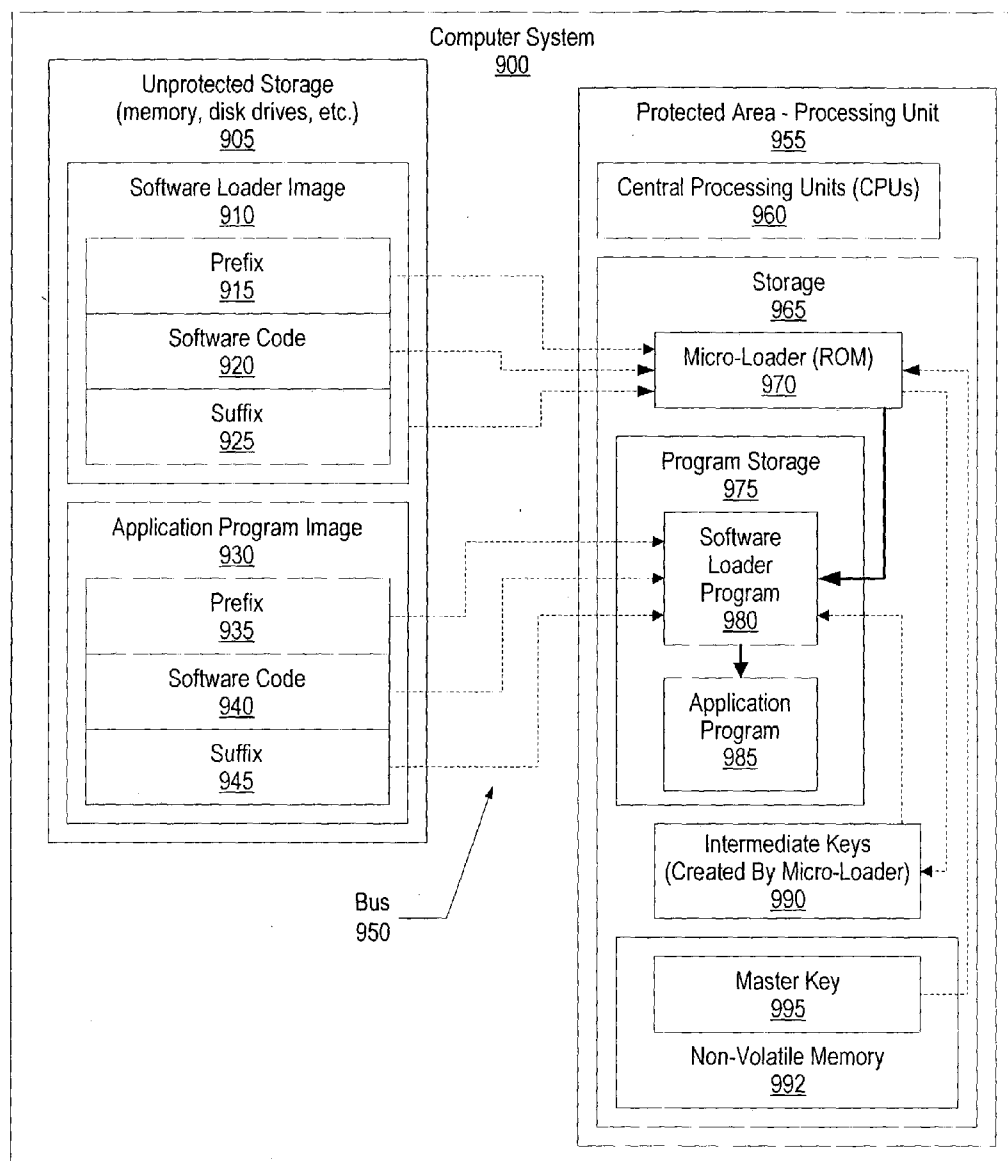 Computer System
900
Unprotected Storage
(memory, disk drives, etc.)
905
Software Loader Image
910
Prefix
915
Software Code
920
Suffix
925
Application Program Image
930
Prefix
935
Software Code
940
Suffix
945
Bus
950
Protected Area - Processing Unit
955
Central Processing Units (CPUs)
960
Storage
965
Micro-Loader (ROM)
970
Program Storage
975
Software
Loader
Program
980
Application
Program
985
Intermediate Keys
(Created By Micro-Loader)
990
Master Key
995
Non-Volatile Memory
992